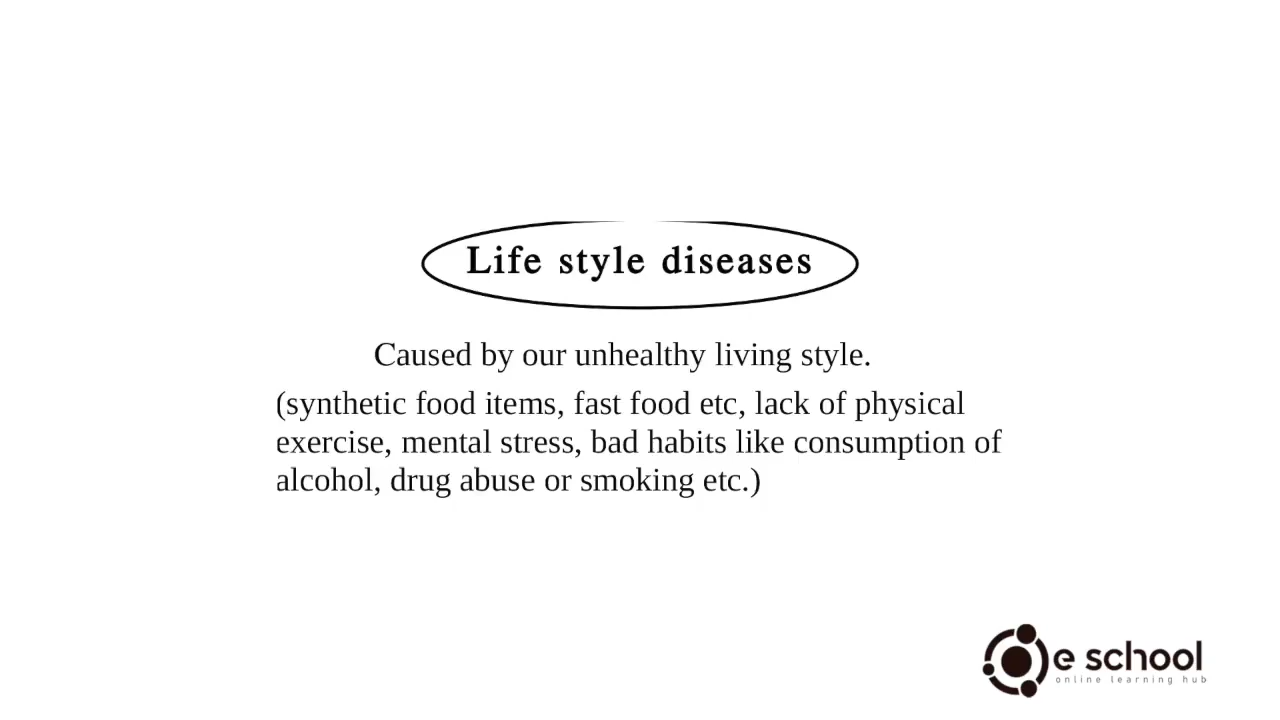 Life style diseases
Caused by our unhealthy living style.
(synthetic food items, fast food etc, lack of physical
exercise, mental stress, bad habits like consumption of
alcohol, drug abuse or smoking etc.)
e school
online learning hub